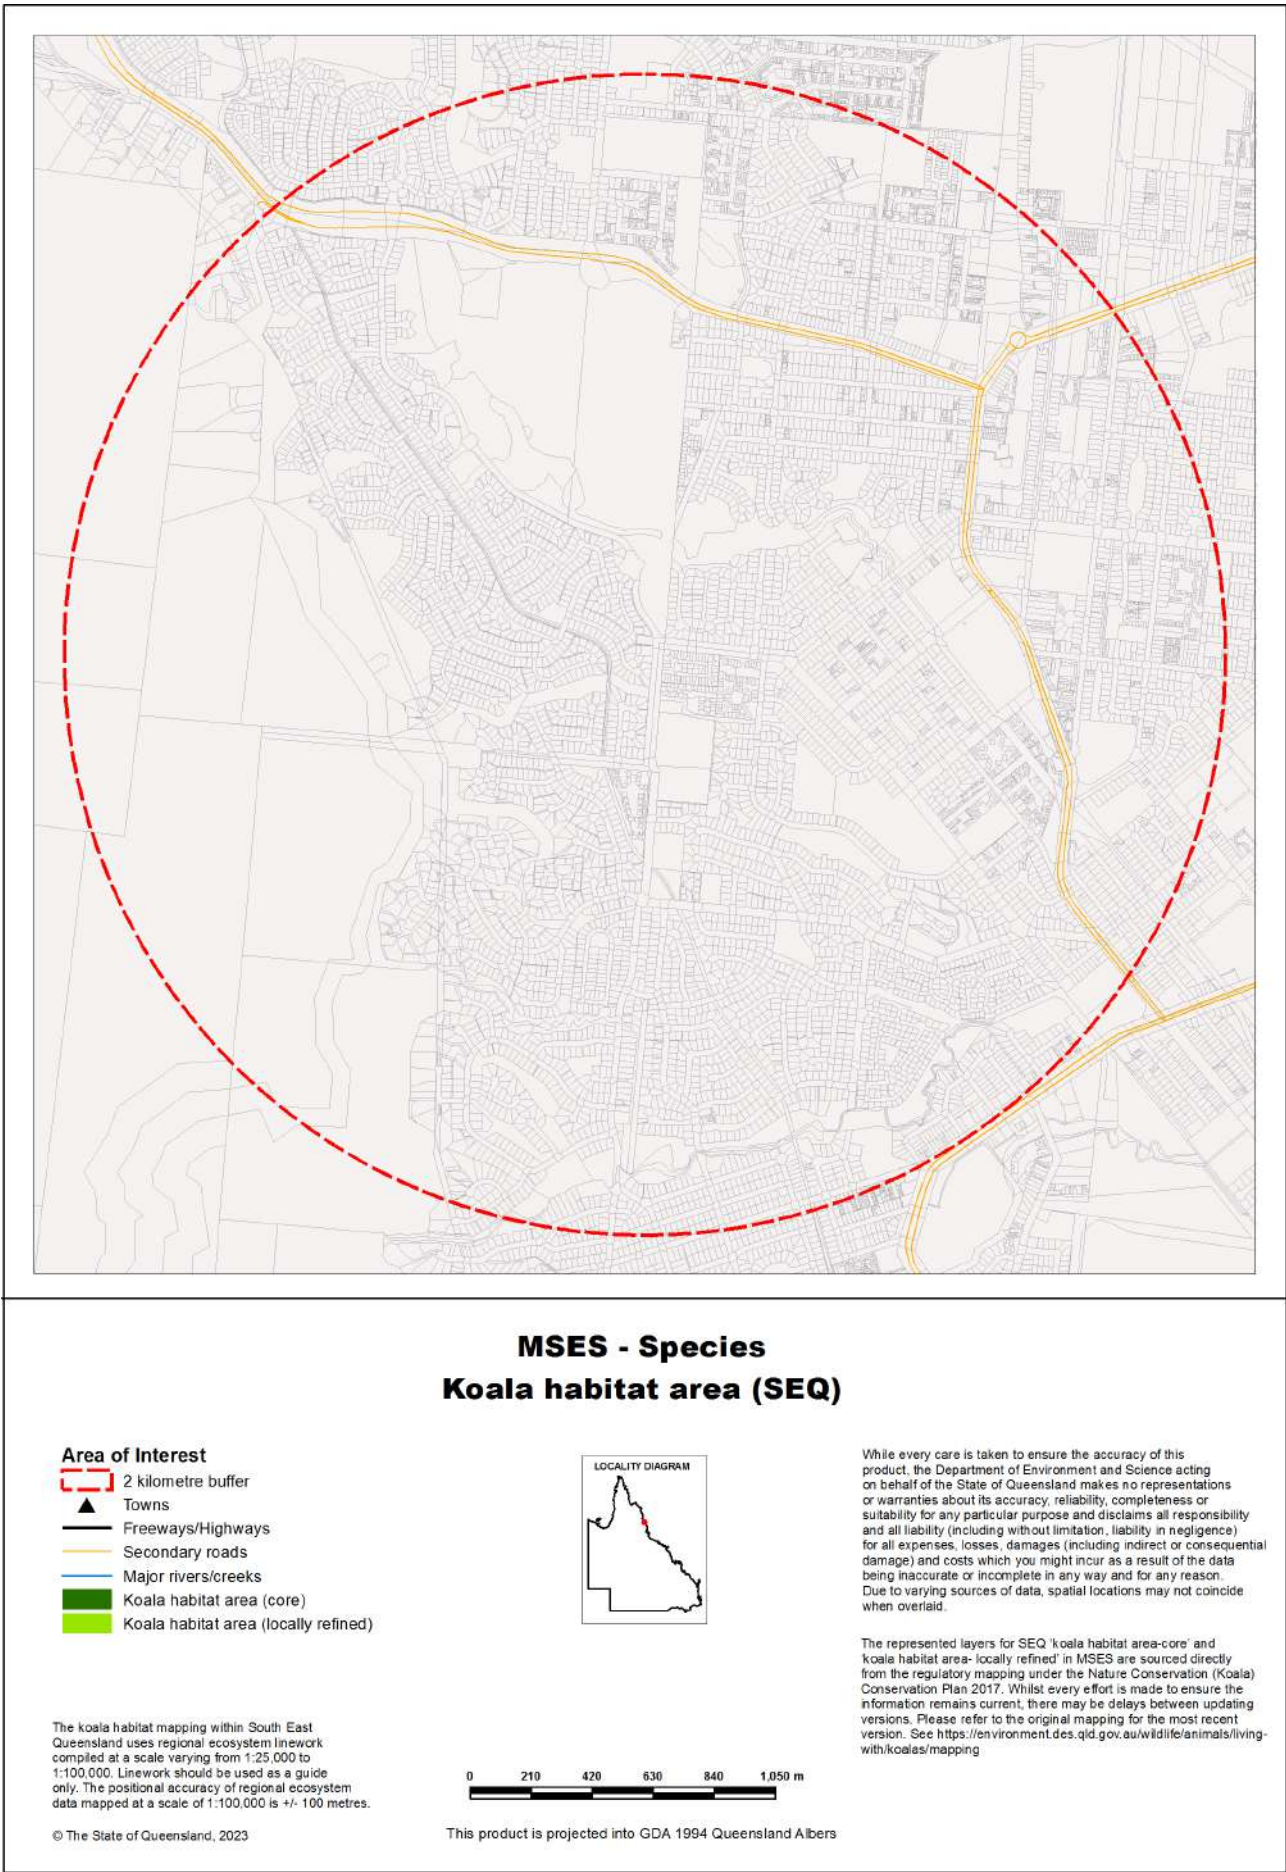 MSES - Species
Koala habitat area (SEQ)
Area of Interest
2 kilometre buffer
Towns
Freeways/Highways
Secondary roads
Major rivers/creeks
Koala habitat area (core)
Koala habitat area (locally refined)
The koala habitat mapping within South East
Queensland uses regional ecosystem linework
compiled at a scale varying from 1:25,000 to
1:100,000. Linework should be used as a guide
only. The positional accuracy of regional ecosystem
data mapped at a scale of 1:100,000 is +/- 100 metres.
© The State of Queensland, 2023
LOCALITY DIAGRAM
0 210 420 630 840 1,050 m
This product is projected into GDA 1994 Queensland Albers
While every care is taken to ensure the accuracy of this
product, the Department of Environment and Science acting
on behalf of the State of Queensland makes no representations
or warranties about its accuracy, reliability, completeness or
suitability for any particular purpose and disclaims all responsibility
and all liability (including without limitation, liability in negligence)
for all expenses, losses, damages (including indirect or consequential
damage) and costs which you might incur as a result of the data
being inaccurate or incomplete in any way and for any reason.
Due to varying sources of data, spatial locations may not coincide
when overlaid.
The represented layers for SEQ 'koala habitat area-core' and
'koala habitat area- locally refined' in MSES are sourced directly
from the regulatory mapping under the Nature Conservation (Koala)
Conservation Plan 2017. Whilst every effort is made to ensure the
information remains current, there may be delays between updating
versions. Please refer to the original mapping for the most recent
version. See https://environment.des.qld.gov.au/wildlife/animals/living-
with/koalas/mapping